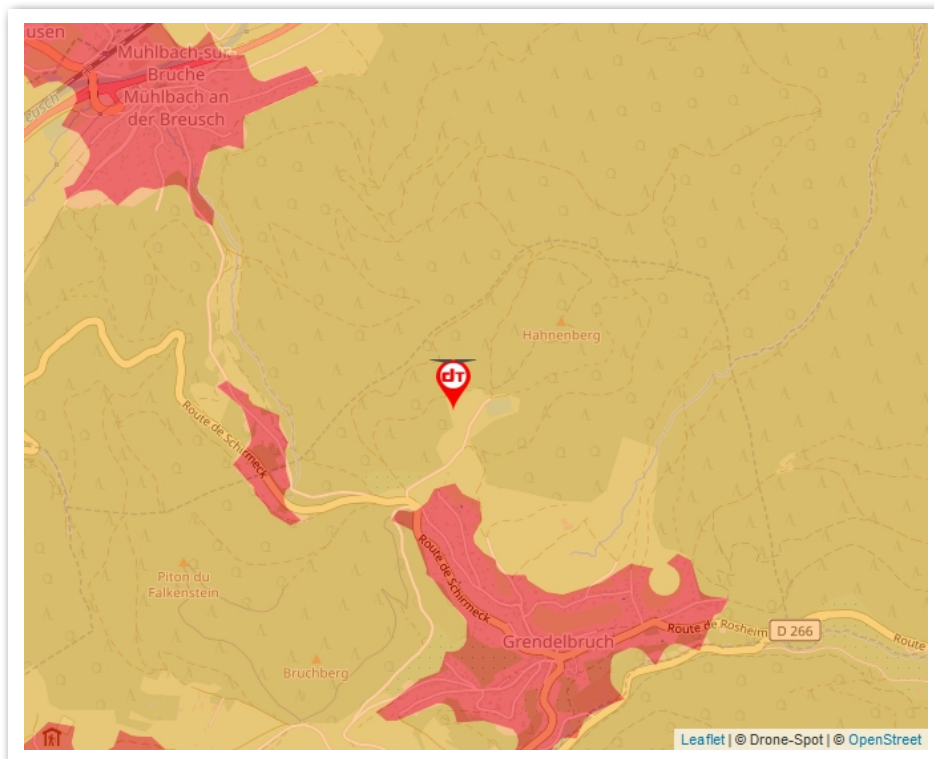 usen
Muhlbach-sur-
Bruche
Mühlbach an
der Breusch
eusch
Hahnenberg
dT
Route de Schirmeck
Route de Schirmeck
Piton du
Falkenstein
Grendelbruch
Route de Rosheim
D 266
Route
Bruchberg
Leaflet | © Drone-Spot | © OpenStreet